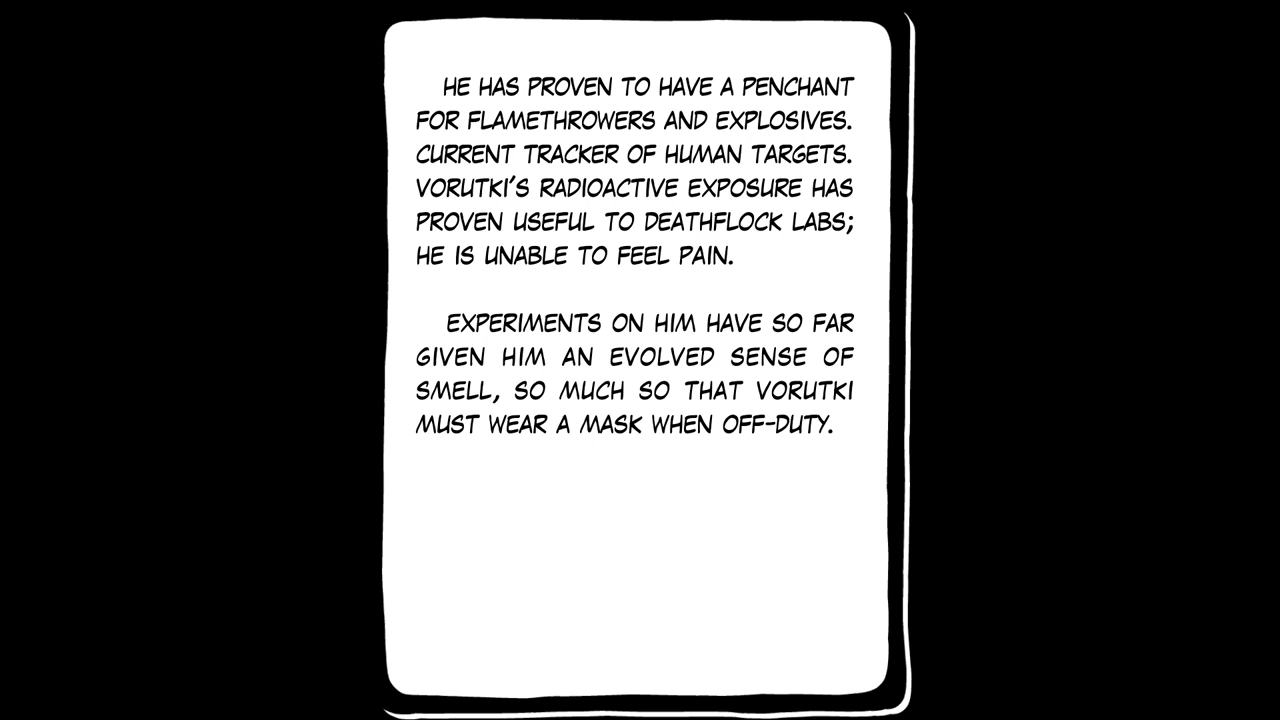 HE HAS PROVEN TO HAVE A PENCHANT
FOR FLAMETHROWERS AND EXPLOSIVES.
CURRENT TRACKER OF HUMAN TARGETS.
VORUTKI'S RADIOACTIVE EXPOSURE HAS
PROVEN USEFUL TO DEATHFLOCK LABS;
HE IS UNABLE TO FEEL PAIN.
EXPERIMENTS ON HIM HAVE SO FAR
GIVEN HIM AN EVOLVED SENSE OF
SMELL, SO MUCH SO THAT VORUTKI
MUST WEAR A MASK WHEN OFF-DUTY.